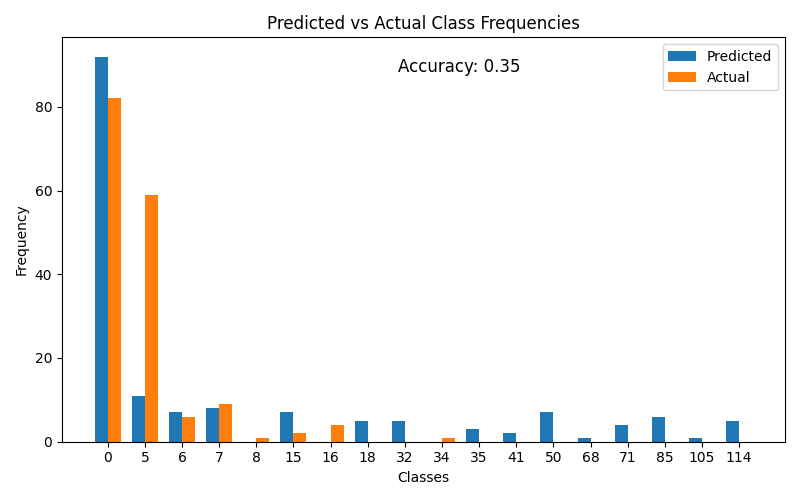 Predicted vs Actual Class Frequencies
Accuracy: 0.35
Predicted
Actual
Frequency
80
60
40
20
0
0 5 6 7 8 15 16 18 32 34 35 41 50 68 71 85 105 114
Classes